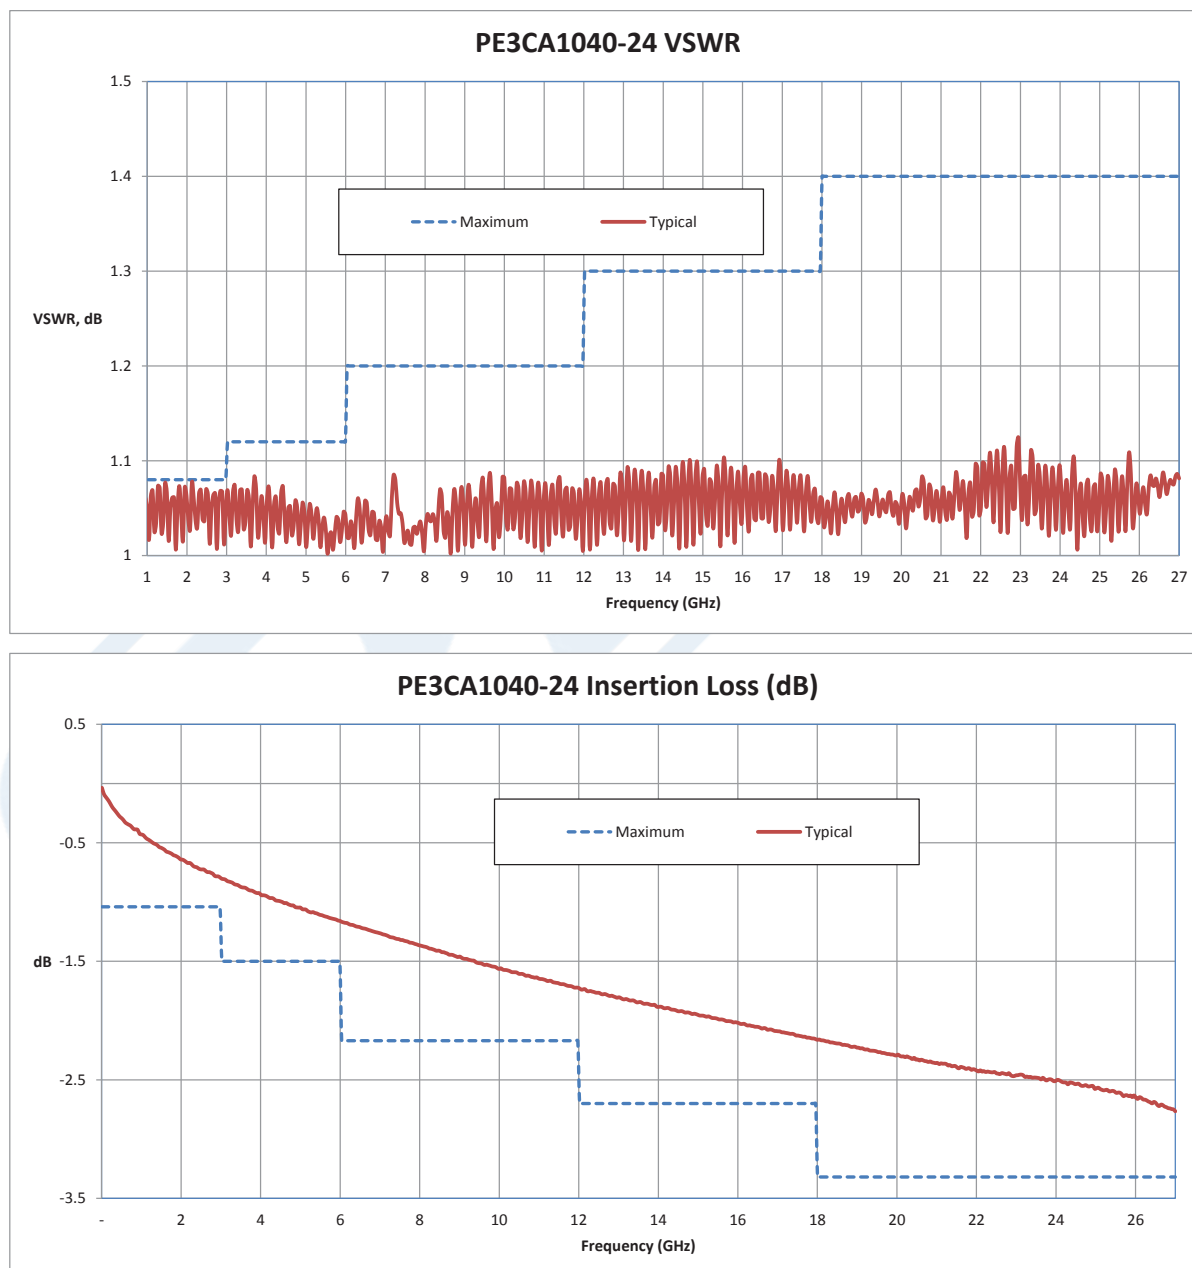 PE3CA1040-24 VSWR
1.5
1.4
Maximum
Typical
1.3
VSWR, dB
1.2
1.1
1
1 2 3 4 5 6 7 8 9 10 11 12 13 14 15 16 17 18 19 20 21 22 23 24 25 26 27
Frequency (GHz)
PE3CA1040-24 Insertion Loss (dB)
0.5
Maximum
Typical
-0.5
dB
-1.5
-2.5
-3.5
- 2 4 6 8 10 12 14 16 18 20 22 24 26
Frequency (GHz)